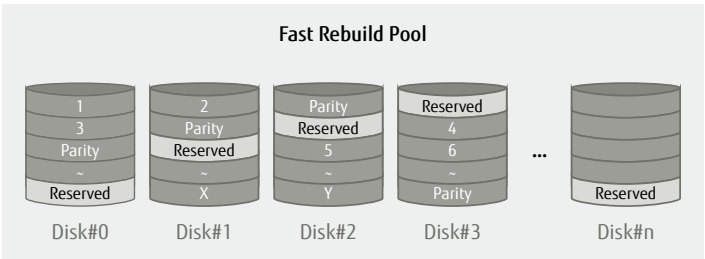 Fast Rebuild Pool
1 2 Parity Reserved
3 Parity Reserved 4
Parity Reserved 5 6
~ ~ ~ ~ ...
Reserved X Y Parity Reserved
Disk#0 Disk#1 Disk#2 Disk#3 Disk#n